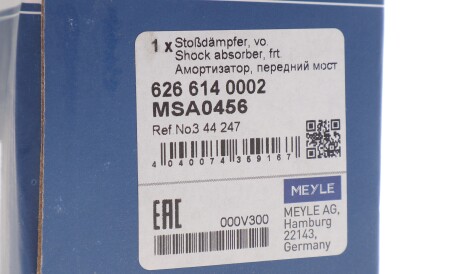 1 x Stoßdämpfer, vo.
Shock absorber, frt
Амортизатор, передний мост
626 614 0002
MSA0456
Ref No3 44 247
4 040074 369167
EAC
000V300
MEYLE
MEYLE AG,
Hamburg
22143,
Germany